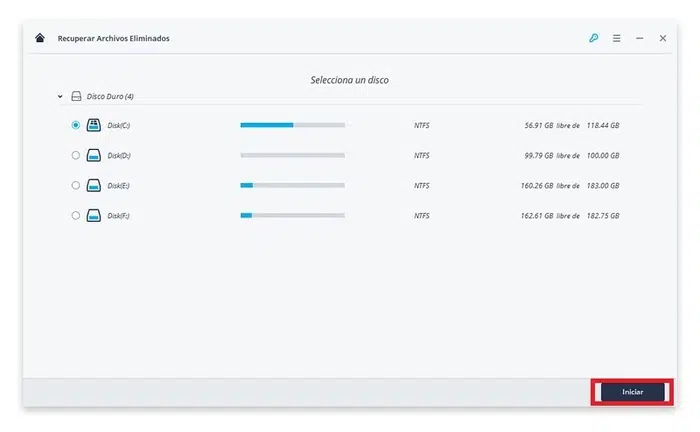 Recuperar Archivos Eliminados
Selecciona un disco
Disco Duro (4)
Disk(C:) NTFS 56.91 GB libre de 118.44 GB
Disk(D:) NTFS 99.79 GB libre de 100.00 GB
Disk(E:) NTFS 160.26 GB libre de 183.00 GB
Disk(F:) NTFS 162.61 GB libre de 182.75 GB
Iniciar